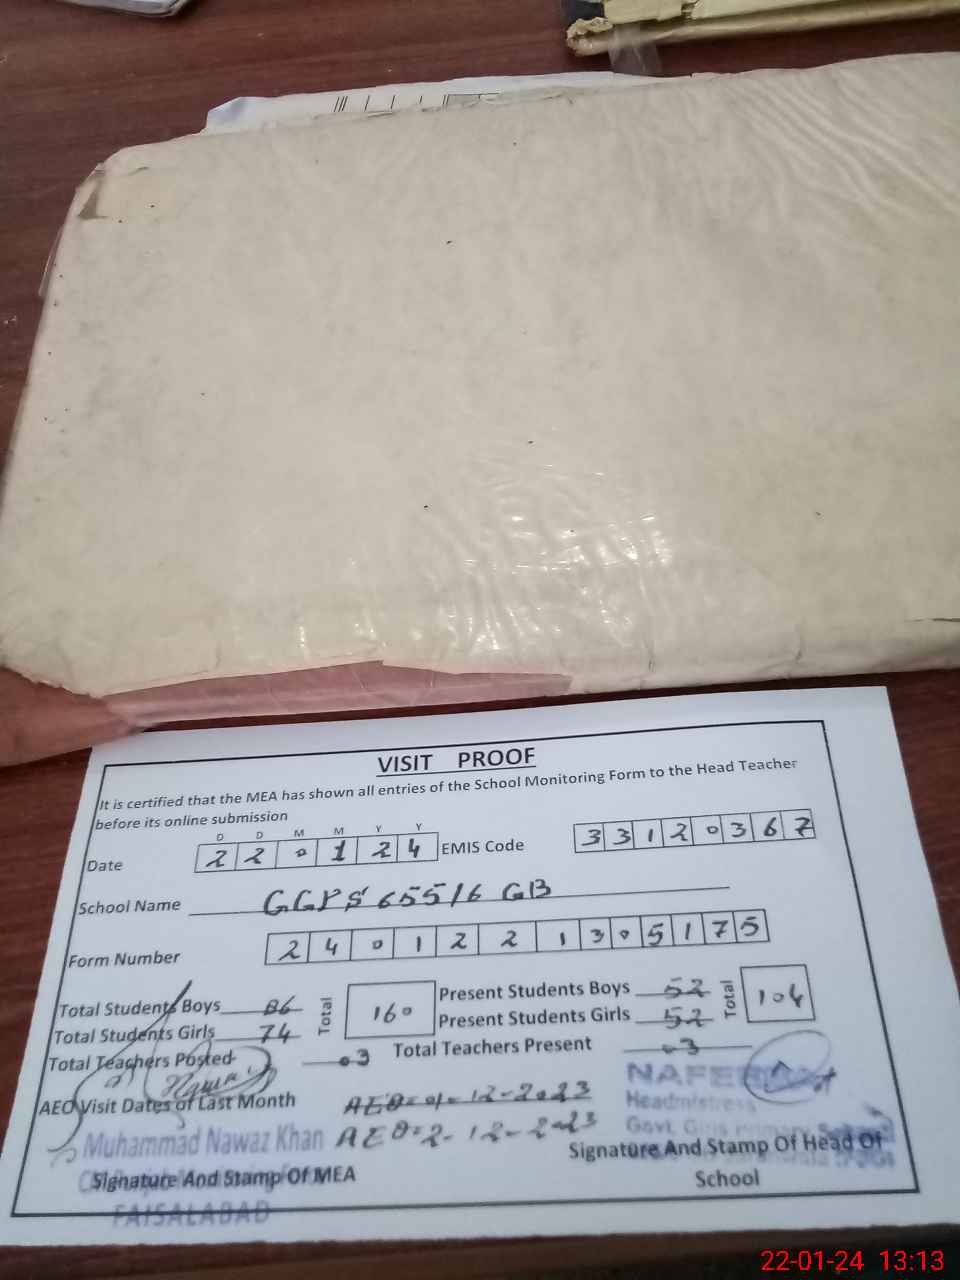 VISIT PROOF
It is certified that the MEA has shown all entries of the School Monitoring Form to the Head Teacher
before its online submission
D D M M Y Y
Date 2 2 0 1 2 4 EMIS Code 3 3 1 2 0 3 6 7
School Name GGPS 655/6 GB
Form Number 2 4 0 1 2 2 1 3 0 5 1 7 5
Total Students Boys 86 Total 160 Present Students Boys 52 Total 104
Total Students Girls 74 Present Students Girls 52
Total Teachers Posted 03 Total Teachers Present 03
AEO Visit Dates of Last Month AEO=01-12-2023
Headmistress
Muhammad Nawaz Khan AEO=2-12-2023
Govt. Girls Primary School
Signature And Stamp Of MEA
Signature And Stamp Of Head Of
School
FAISALABAD
22-01-24 13:13